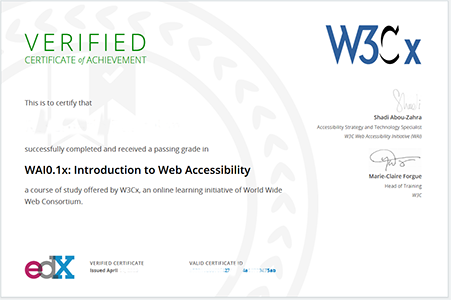 VERIFIED
CERTIFICATE of ACHIEVEMENT
W3Cx
This is to certify that
Shadi Abou-Zahra
Accessibility Strategy and Technology Specialist
W3C Web Accessibility Initiative (WAI)
successfully completed and received a passing grade in
WAI0.1x: Introduction to Web Accessibility
a course of study offered by W3Cx, an online learning initiative of World Wide
Web Consortium.
Marie-Claire Forgue
Head of Training
W3C
edX
VERIFIED CERTIFICATE
Issued April
VALID CERTIFICATE ID
27